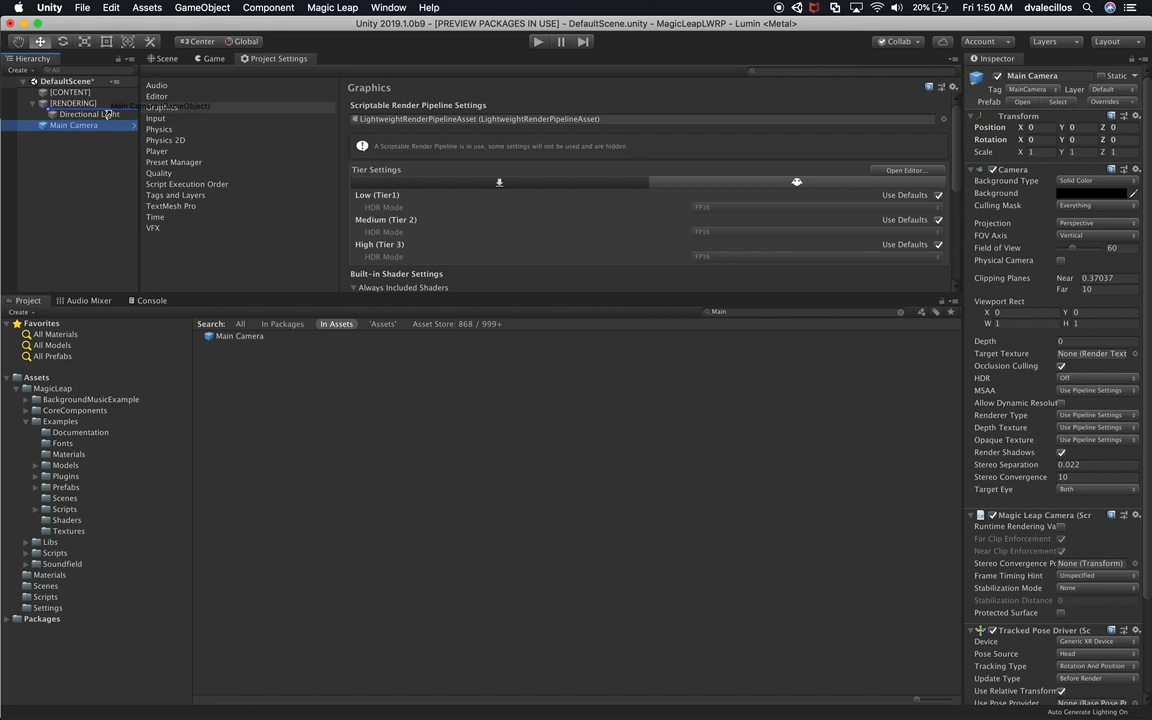 Unity File Edit Assets GameObject Component Magic Leap Window Help 20% Fri 1:50 AM dvalecillos
Unity 2019.1.0b9 - [PREVIEW PACKAGES IN USE] - DefaultScene.unity - MagicLeapLWRP - Lumin <Metal>
Center Global Collab Account Layers Layout
Hierarchy Scene Game Project Settings Inspector
Create All
DefaultScene*
[CONTENT]
[RENDERING]
Directional Light
Main Camera
Audio
Editor
Graphics
Input
Physics
Physics 2D
Player
Preset Manager
Quality
Script Execution Order
Tags and Layers
TextMesh Pro
Time
VFX
Graphics
Scriptable Render Pipeline Settings
LightweightRenderPipelineAsset (LightweightRenderPipelineAsset)
A Scriptable Render Pipeline is in use, some settings will not be used and are hidden
Tier Settings Open Editor...
Low (Tier1) Use Defaults
HDR Mode FP16
Medium (Tier 2) Use Defaults
HDR Mode FP16
High (Tier 3) Use Defaults
HDR Mode FP16
Built-in Shader Settings
Always Included Shaders
Project Audio Mixer Console
Create Main
Favorites
All Materials
All Models
All Prefabs
Assets
MagicLeap
BackgroundMusicExample
CoreComponents
Examples
Documentation
Fonts
Materials
Models
Plugins
Prefabs
Scenes
Scripts
Shaders
Textures
Libs
Scripts
Soundfield
Materials
Scenes
Scripts
Settings
Packages
Search: All In Packages In Assets 'Assets' Asset Store: 868 / 999+
Main Camera
Main Camera Static
Tag MainCamera Layer Default
Prefab Open Select Overrides
Transform
Position X 0 Y 0 Z 0
Rotation X 0 Y 0 Z 0
Scale X 1 Y 1 Z 1
Camera
Background Type Solid Color
Background
Culling Mask Everything
Projection Perspective
FOV Axis Vertical
Field of View 60
Physical Camera
Clipping Planes Near 0.37037
Far 10
Viewport Rect
X 0 Y 0
W 1 H 1
Depth 0
Target Texture None (Render Text
Occlusion Culling
HDR Off
MSAA Use Pipeline Settings
Allow Dynamic Resolut
Renderer Type Use Pipeline Settings
Depth Texture Use Pipeline Settings
Opaque Texture Use Pipeline Settings
Render Shadows
Stereo Separation 0.022
Stereo Convergence 10
Target Eye Both
Magic Leap Camera (Scr
Runtime Rendering Va
Far Clip Enforcement
Near Clip Enforcement
Stereo Convergence Po None (Transform)
Frame Timing Hint Unspecified
Stabilization Mode None
Stabilization Distance 0
Protected Surface
Tracked Pose Driver (Sc
Device Generic XR Device
Pose Source Head
Tracking Type Rotation And Position
Update Type Before Render
Use Relative Transform
Use Pose Provider None (Base Pose P
Auto Generate Lighting On